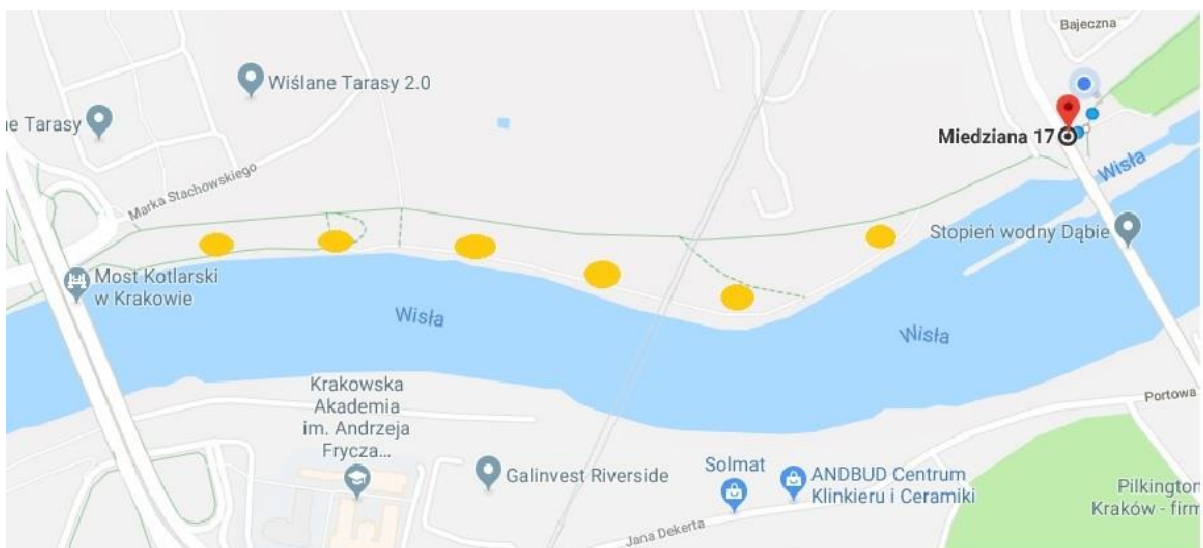 Bajeczna
Wiślane Tarasy 2.0
ne Tarasy
Miedziana 17
Marka Stachowskiego
Wisła
Stopień wodny Dąbie
Most Kotlarski
w Krakowie
Wisła
Wisła
Krakowska
Akademia
im. Andrzeja
Frycza...
Portowa
Solmat
ANDBUD Centrum
Klinkieru i Ceramiki
Galinvest Riverside
Pilkington
Kraków - firm
Jana Dekerta